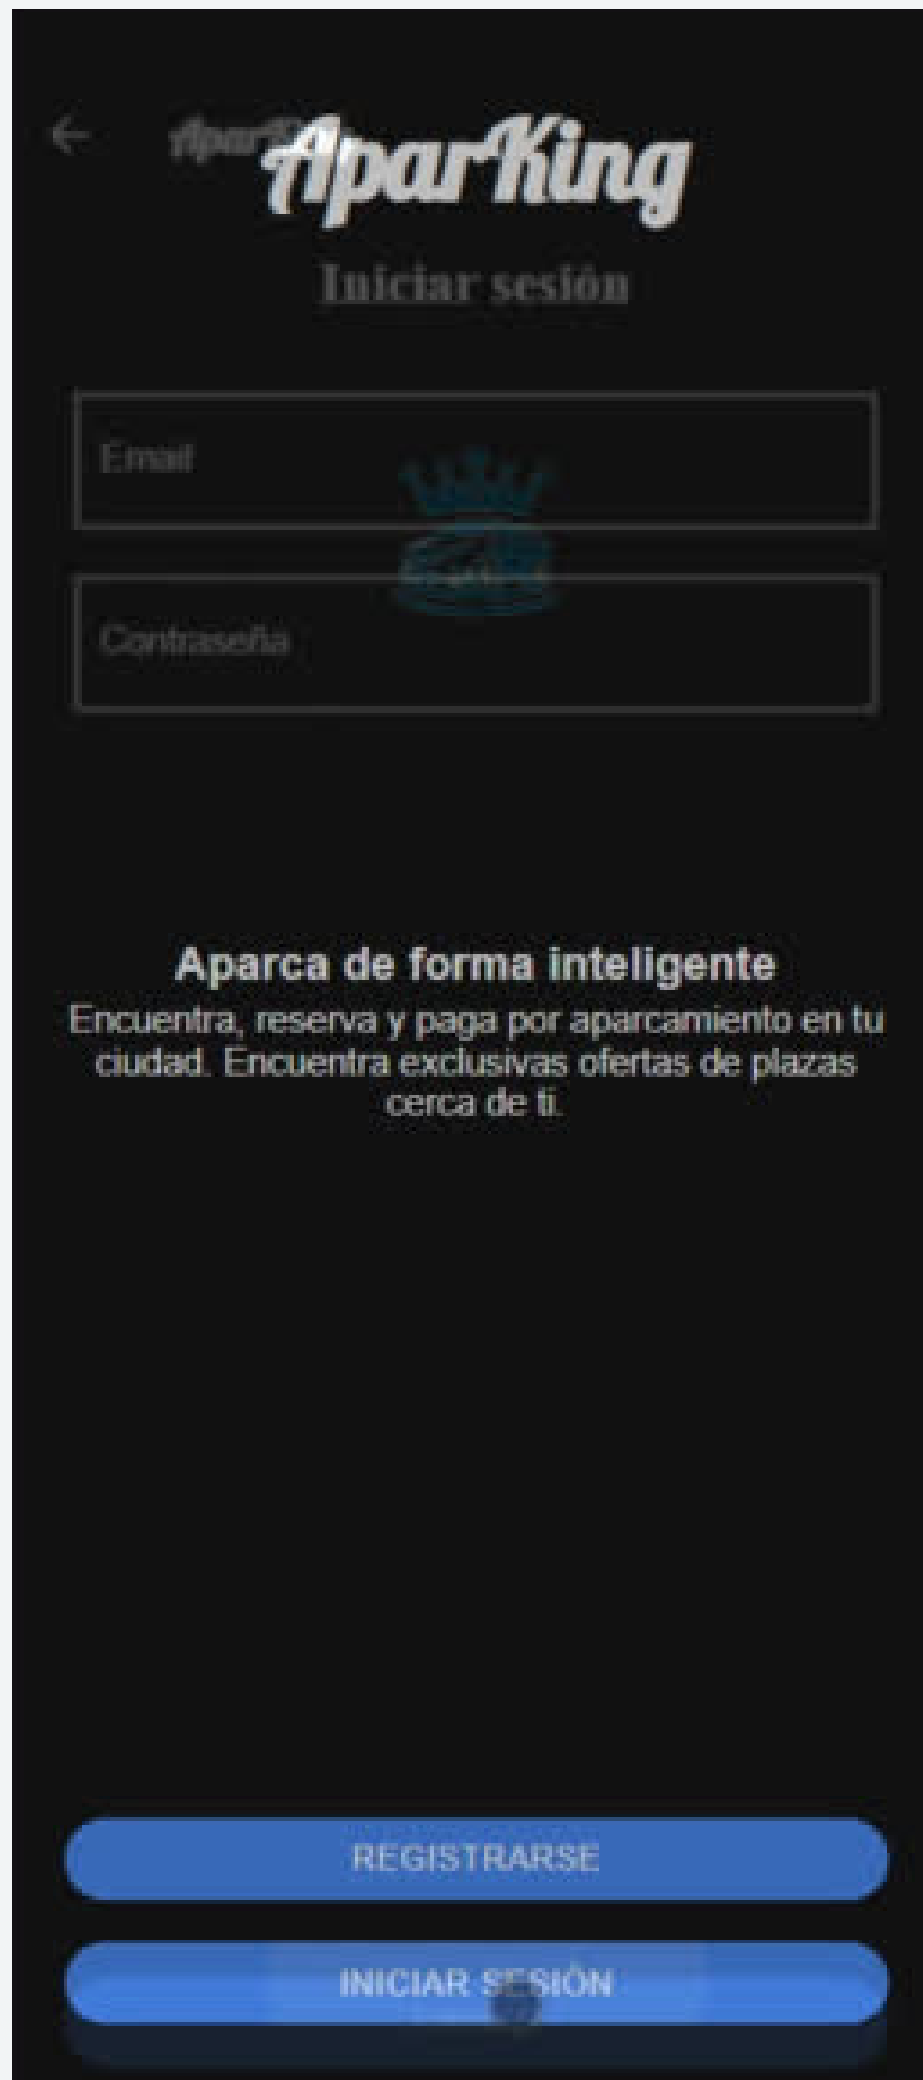 AparKing
Iniciar sesión
Email
Contraseña
Aparca de forma inteligente
Encuentra, reserva y paga por aparcamiento en tu
ciudad. Encuentra exclusivas ofertas de plazas
cerca de ti.
REGISTRARSE
INICIAR SESIÓN